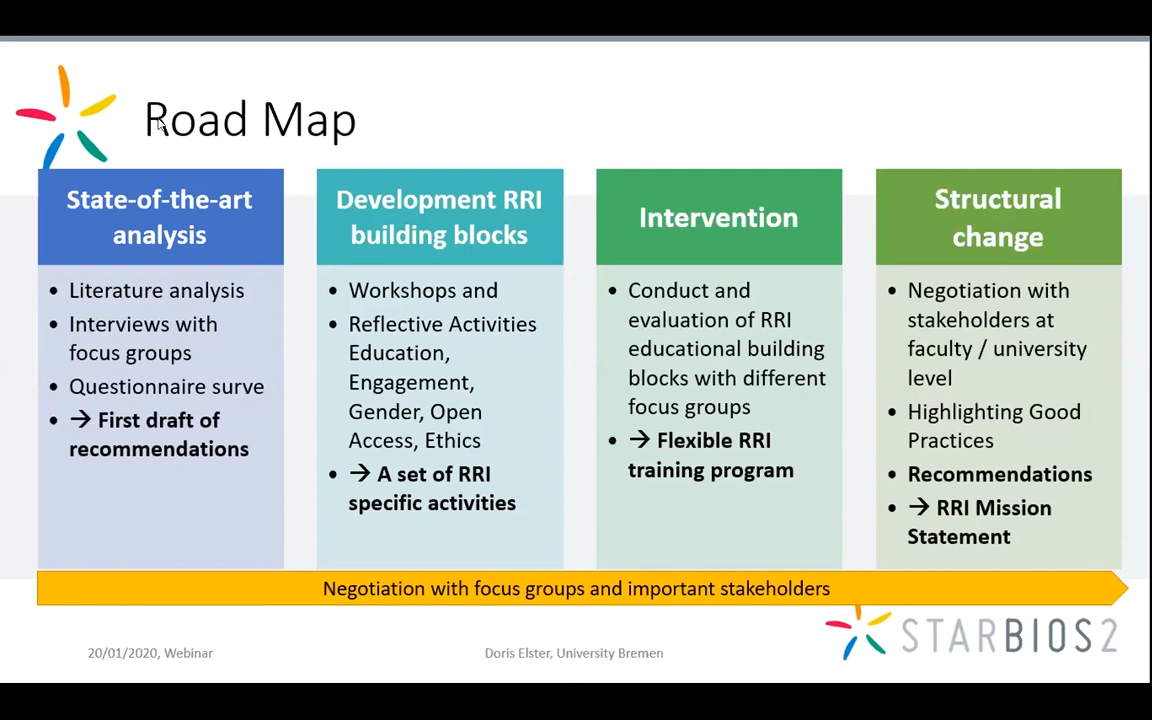 Road Map
State-of-the-art
analysis
• Literature analysis
• Interviews with
focus groups
• Questionnaire surve
• → First draft of
recommendations
Development RRI
building blocks
• Workshops and
• Reflective Activities
Education,
Engagement,
Gender, Open
Access, Ethics
• → A set of RRI
specific activities
Intervention
• Conduct and
evaluation of RRI
educational building
blocks with different
focus groups
• → Flexible RRI
training program
Structural
change
• Negotiation with
stakeholders at
faculty / university
level
• Highlighting Good
Practices
• Recommendations
• → RRI Mission
Statement
Negotiation with focus groups and important stakeholders
STARBIOS2
20/01/2020, Webinar
Doris Elster, University Bremen